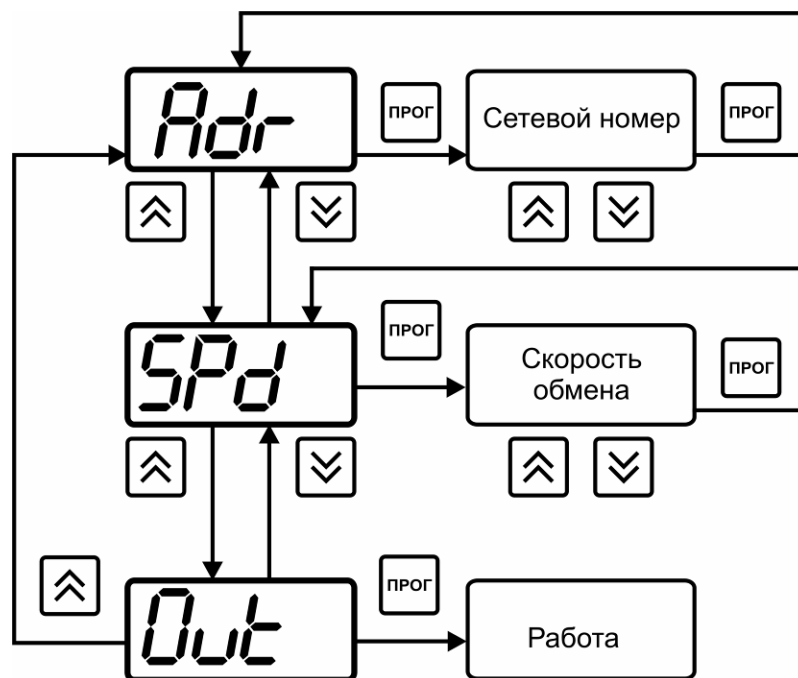 Adr
ПРОГ
Сетевой номер
ПРОГ
SPd
ПРОГ
Скорость
обмена
ПРОГ
Out
ПРОГ
Работа